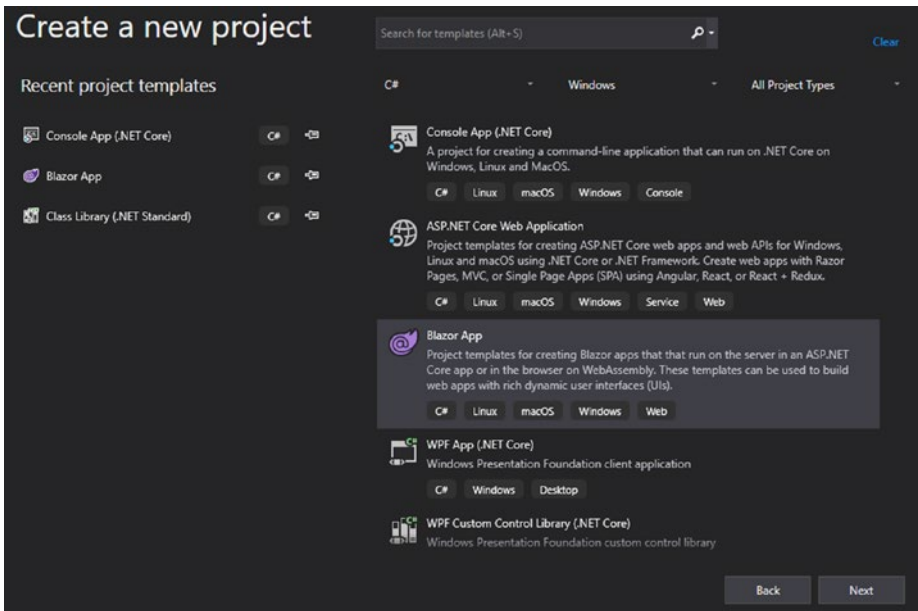 Create a new project
Search for templates (Alt+S)
Clear
Recent project templates
C# Windows All Project Types
Console App (.NET Core) C#
Blazor App C#
Class Library (.NET Standard) C#
Console App (.NET Core)
A project for creating a command-line application that can run on .NET Core on
Windows, Linux and MacOS.
C# Linux macOS Windows Console
ASP.NET Core Web Application
Project templates for creating ASP.NET Core web apps and web APIs for Windows,
Linux and macOS using .NET Core or .NET Framework. Create web apps with Razor
Pages, MVC, or Single Page Apps (SPA) using Angular, React, or React + Redux.
C# Linux macOS Windows Service Web
Blazor App
Project templates for creating Blazor apps that that run on the server in an ASP.NET
Core app or in the browser on WebAssembly. These templates can be used to build
web apps with rich dynamic user interfaces (UIs).
C# Linux macOS Windows Web
WPF App (.NET Core)
Windows Presentation Foundation client application
C# Windows Desktop
WPF Custom Control Library (.NET Core)
Windows Presentation Foundation custom control library
Back Next